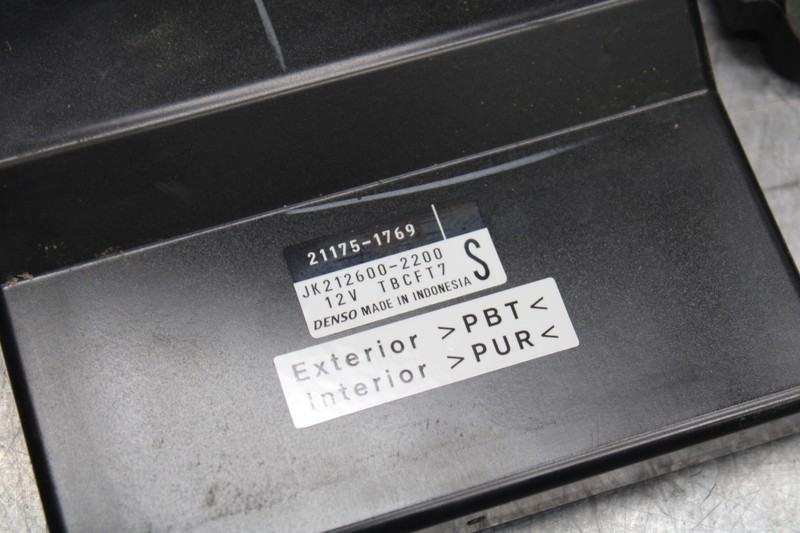 21175-1769
JK212600-2200
12V TBCFT7
S
DENSO MADE IN INDONESIA
Exterior >PBT<
Interior >PUR<